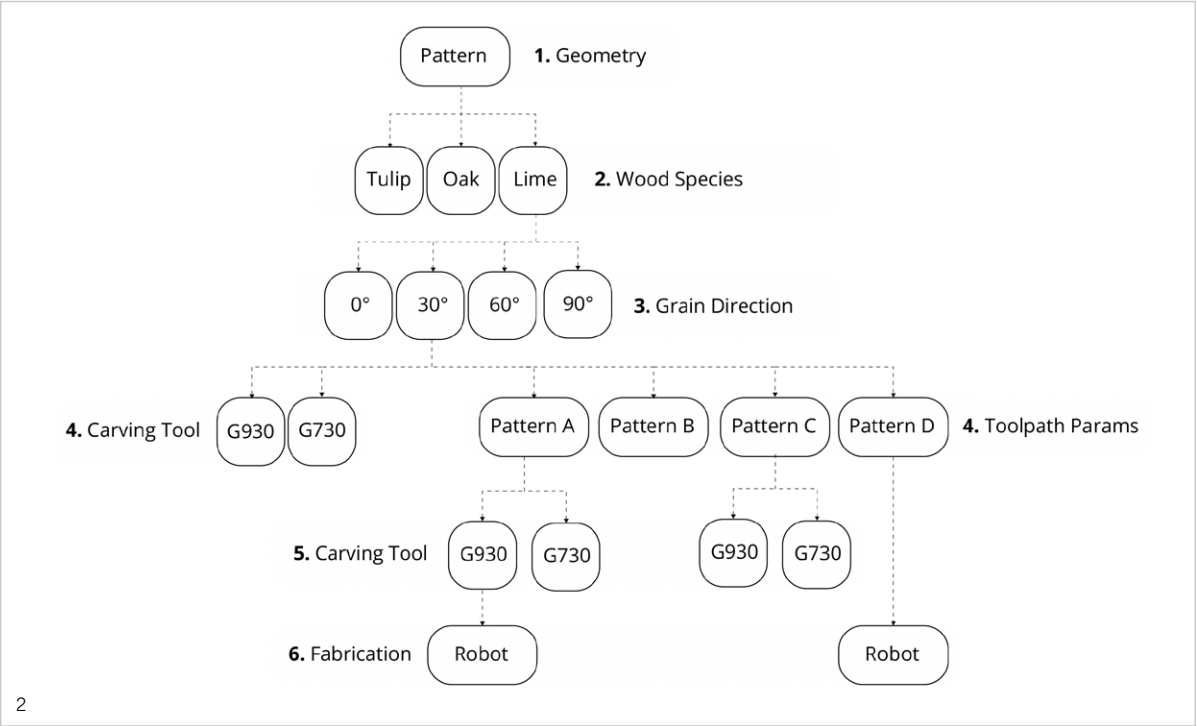 Pattern
1. Geometry
Tulip
Oak
Lime
2. Wood Species
0°
30°
60°
90°
3. Grain Direction
4. Carving Tool
G930
G730
Pattern A
Pattern B
Pattern C
Pattern D
4. Toolpath Params
5. Carving Tool
G930
G730
G930
G730
6. Fabrication
Robot
Robot
2